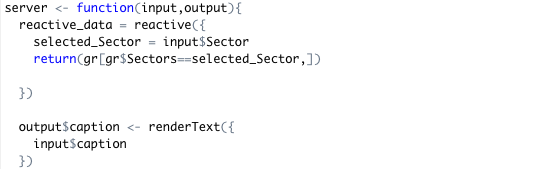 server <- function(input,output){
  reactive_data = reactive({
    selected_Sector = input$Sector
    return(gr[gr$Sectors==selected_Sector,])

  })

  output$caption <- renderText({
    input$caption
  })